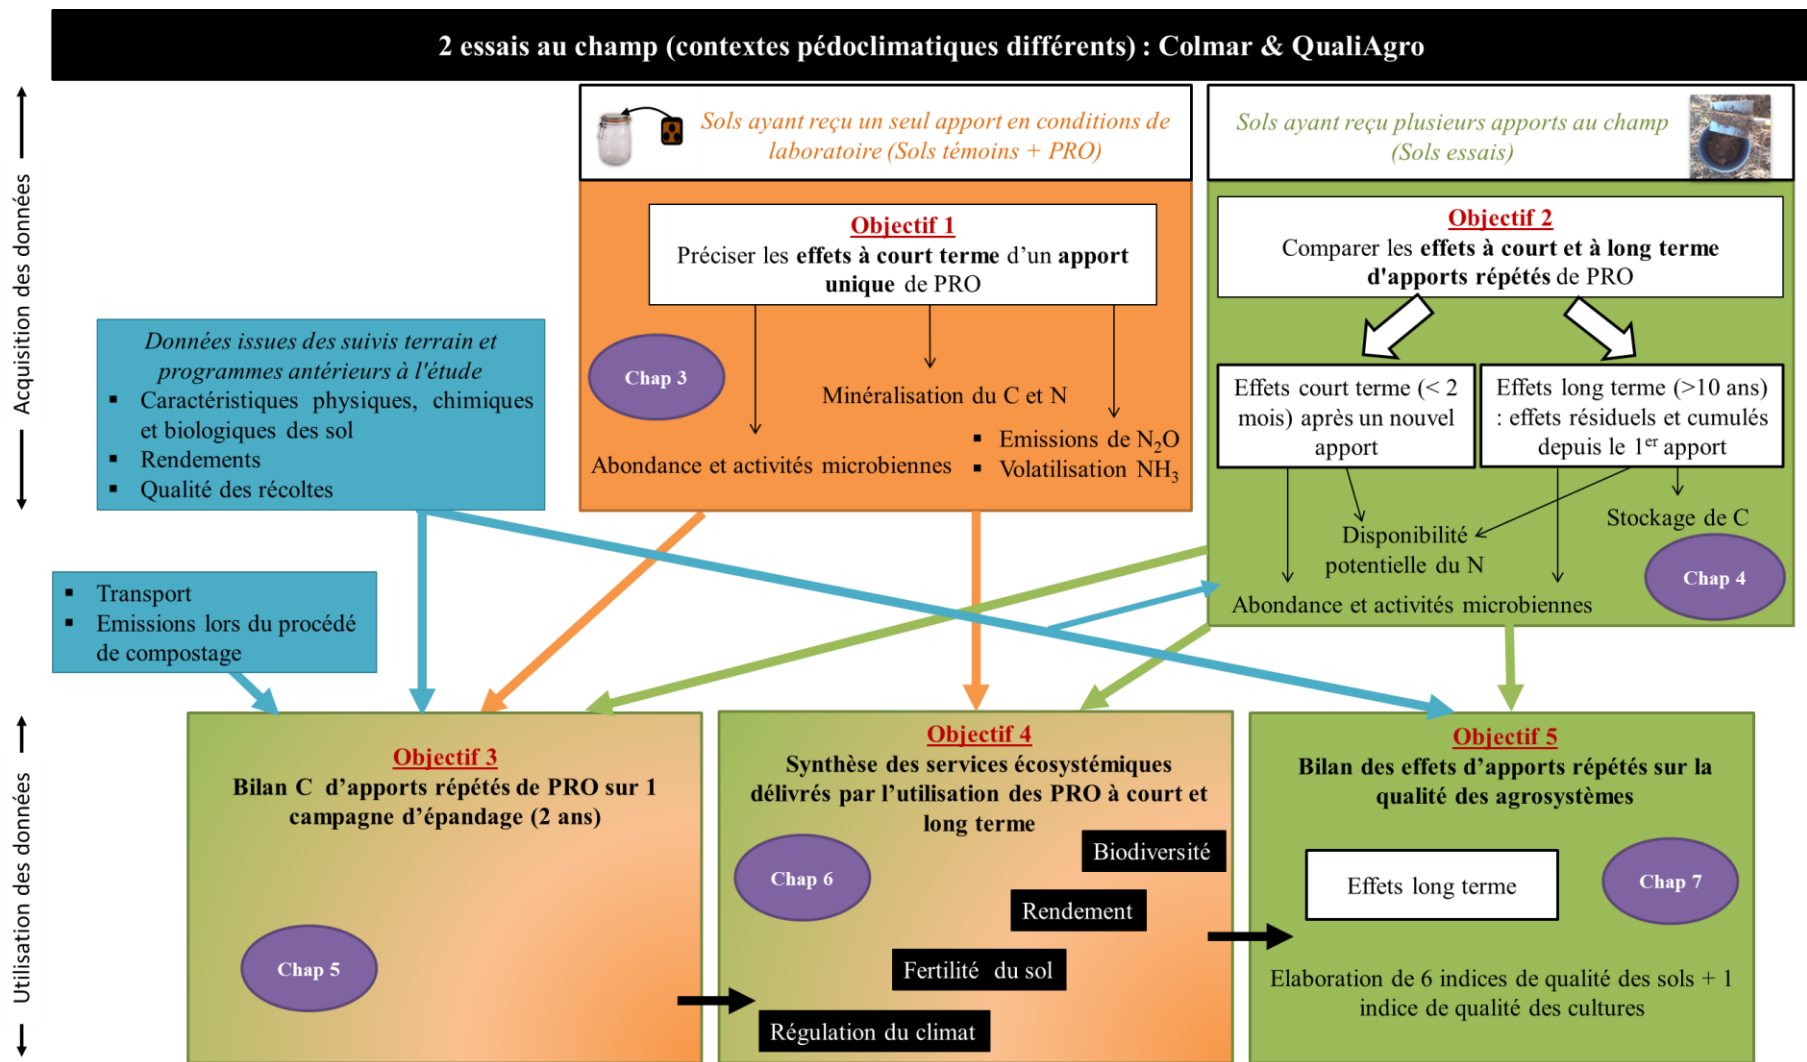 2 essais au champ (contextes pédoclimatiques différents) : Colmar & QualiAgro
Acquisition des données
Sols ayant reçu un seul apport en conditions de
laboratoire (Sols témoins + PRO)
Sols ayant reçu plusieurs apports au champ
(Sols essais)
Objectif 1
Préciser les effets à court terme d’un apport
unique de PRO
Chap 3
Minéralisation du C et N
▪ Emissions de N₂O
▪ Volatilisation NH₃
Abondance et activités microbiennes
Objectif 2
Comparer les effets à court et à long terme
d'apports répétés de PRO
Effets court terme (< 2
mois) après un nouvel
apport
Effets long terme (>10 ans)
: effets résiduels et cumulés
depuis le 1er apport
Stockage de C
Disponibilité
potentielle du N
Chap 4
Abondance et activités microbiennes
Données issues des suivis terrain et
programmes antérieurs à l'étude
▪ Caractéristiques physiques, chimiques
et biologiques des sol
▪ Rendements
▪ Qualité des récoltes
▪ Transport
▪ Emissions lors du procédé
de compostage
Utilisation des données
Objectif 3
Bilan C d’apports répétés de PRO sur 1
campagne d’épandage (2 ans)
Chap 5
Objectif 4
Synthèse des services écosystémiques
délivrés par l’utilisation des PRO à court et
long terme
Biodiversité
Chap 6
Rendement
Fertilité du sol
Régulation du climat
Objectif 5
Bilan des effets d’apports répétés sur la
qualité des agrosystèmes
Effets long terme
Chap 7
Elaboration de 6 indices de qualité des sols + 1
indice de qualité des cultures